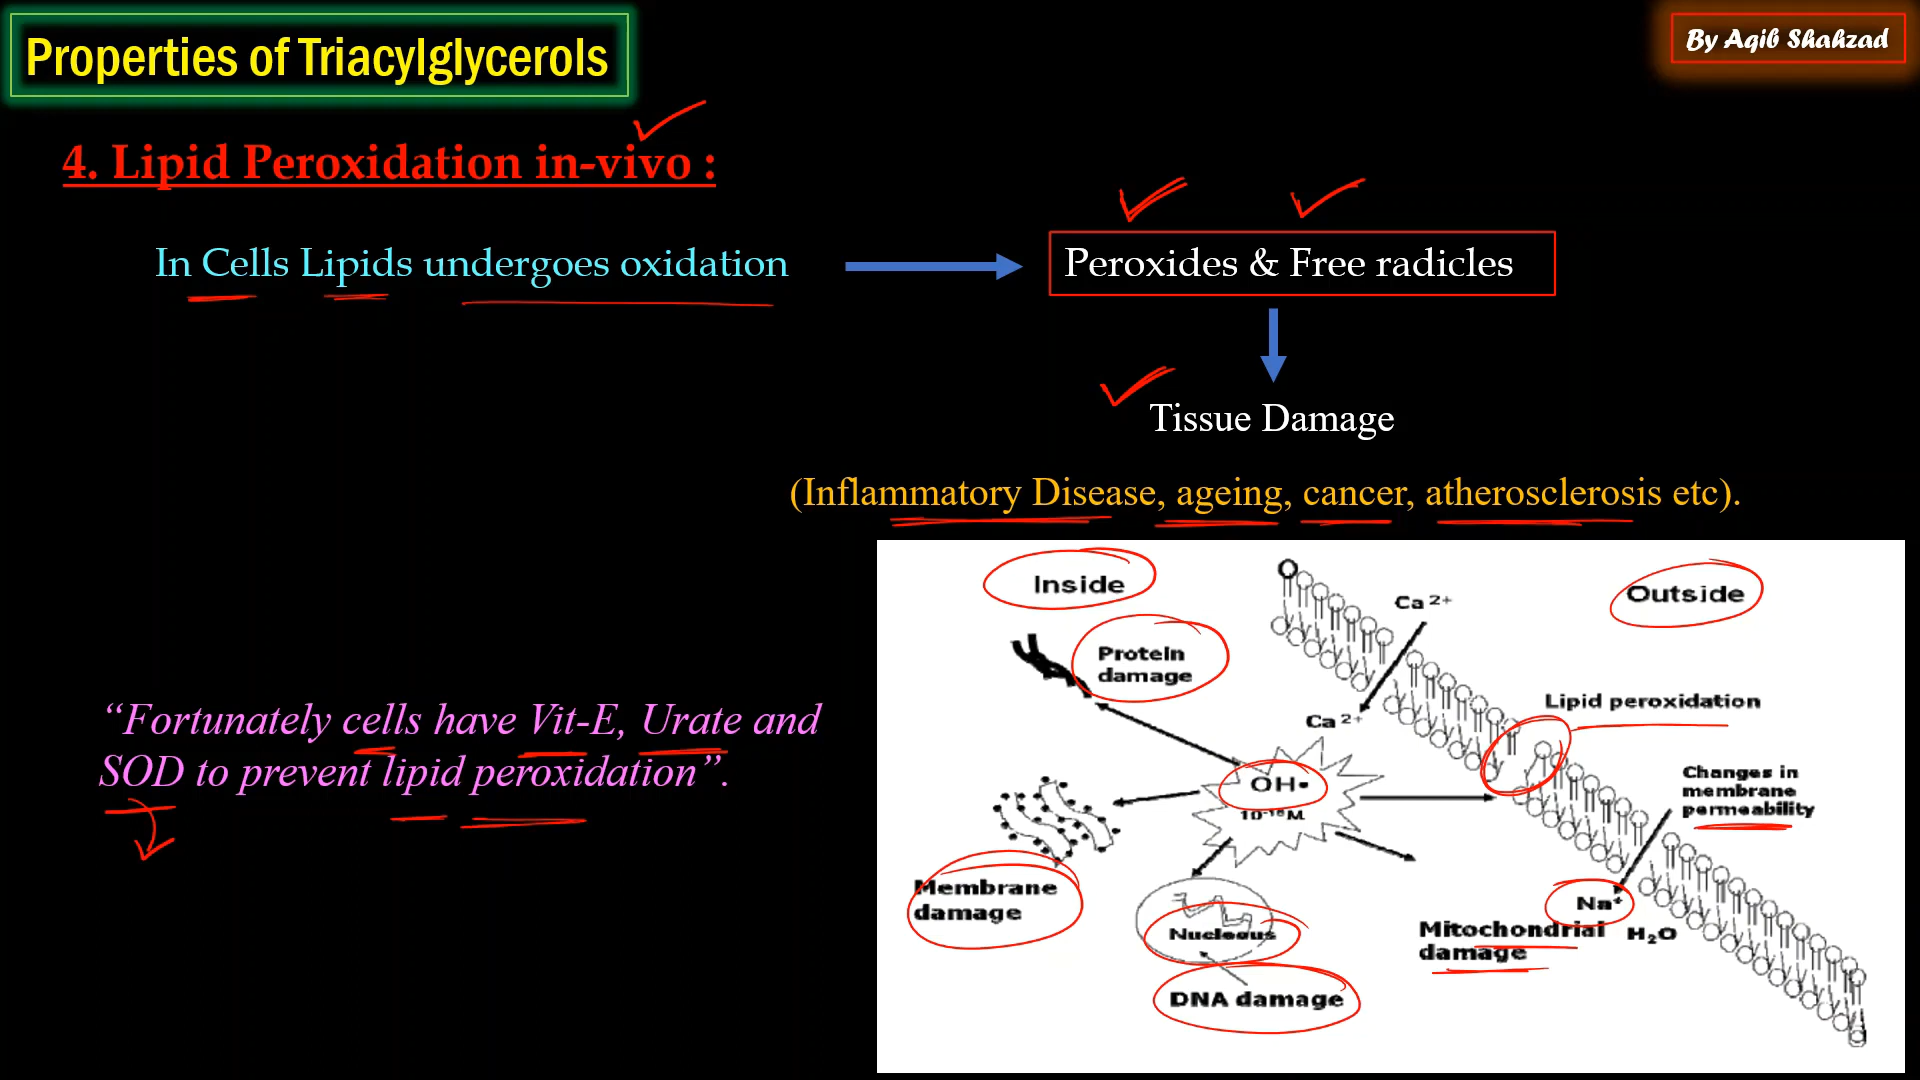 Properties of Triacylglycerols
By Aqib Shahzad
4. Lipid Peroxidation in-vivo :
In Cells Lipids undergoes oxidation
Peroxides & Free radicles
Tissue Damage
(Inflammatory Disease, ageing, cancer, atherosclerosis etc).
“Fortunately cells have Vit-E, Urate and
SOD to prevent lipid peroxidation”.
Inside
Outside
Ca 2+
Protein
damage
Lipid peroxidation
Ca 2+
OH•
Changes in
membrane
permeability
Membrane
damage
Na+
Mitochondrial
damage
H2O
DNA damage